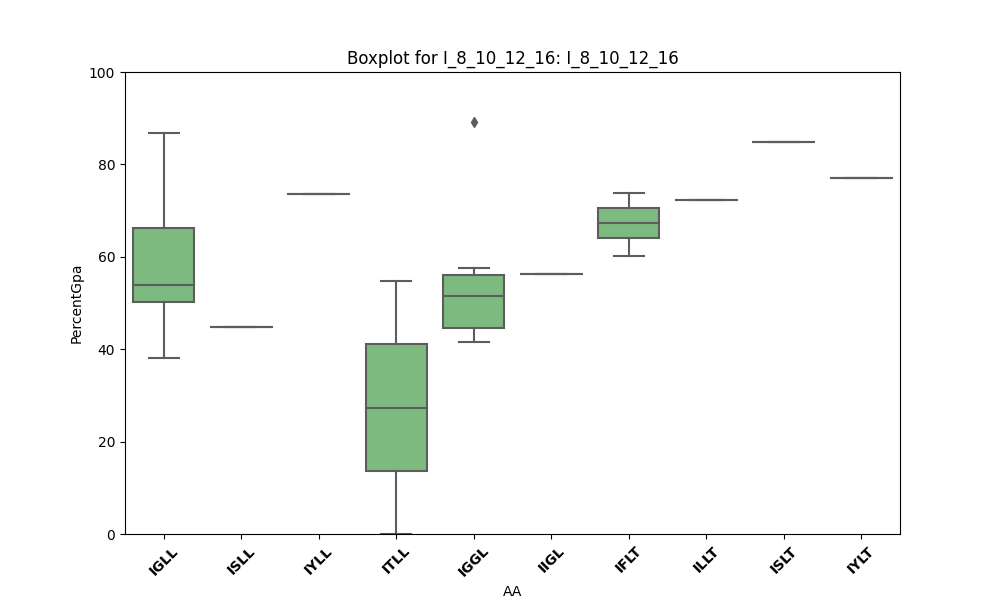 Boxplot for I_8_10_12_16: I_8_10_12_16
100
80
60
40
20
0
PercentGpa
IGLL
ISLL
IYLL
ITLL
IGGL
IIGL
IFLT
ILLT
ISLT
IYLT
AA